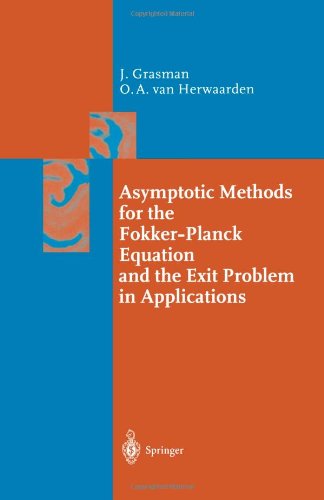 J. Grasman
O. A. van Herwaarden
Asymptotic Methods
for the
Fokker-Planck
Equation
and the Exit Problem
in Applications
Springer